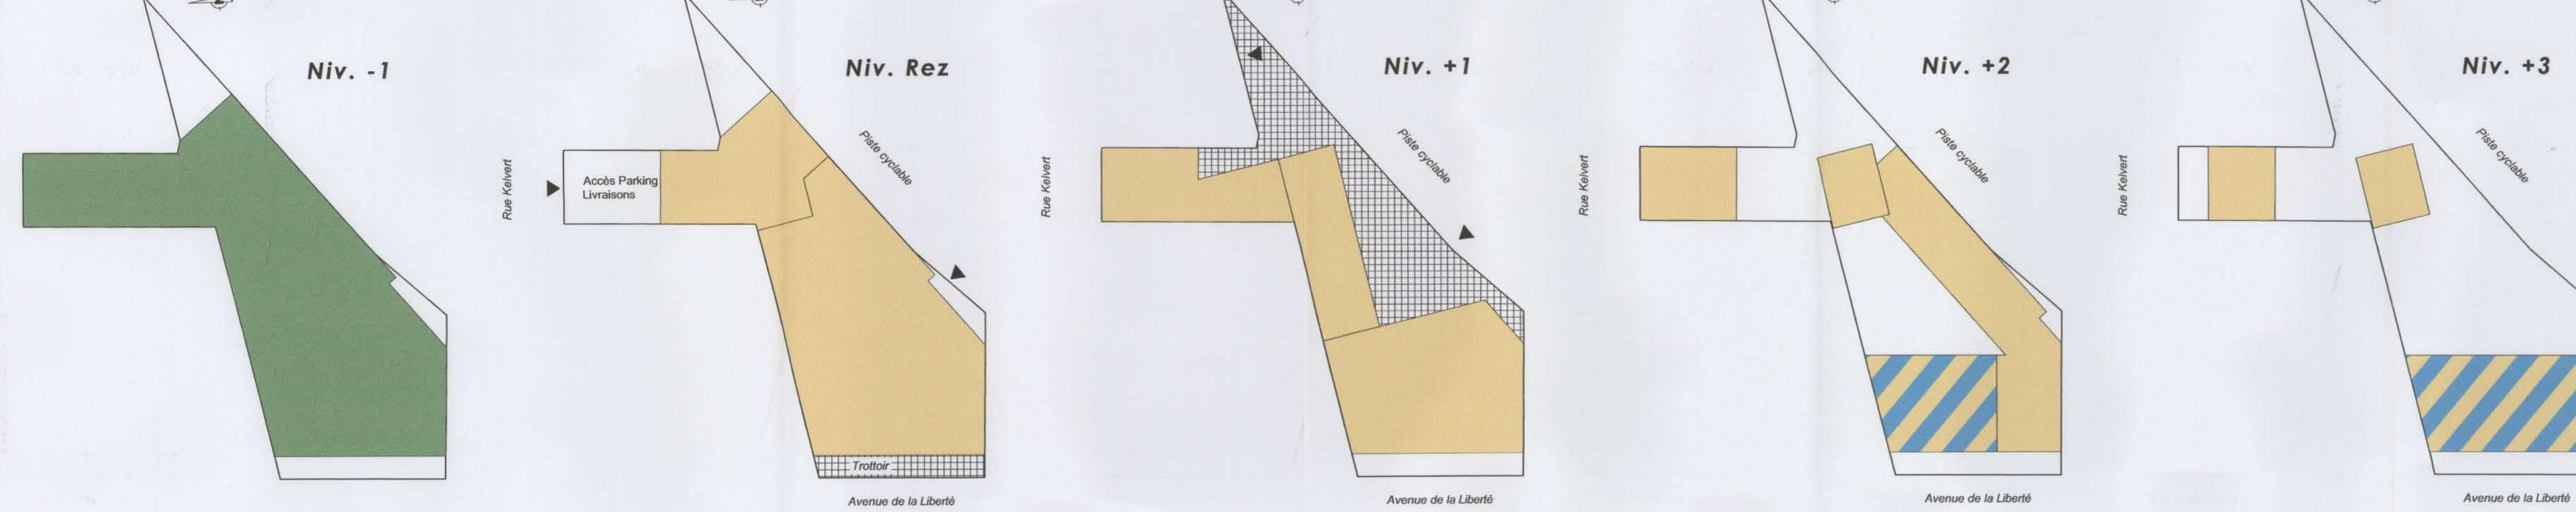 Niv. -1
Niv. Rez
Rue Kelvert
Accès Parking
Livraisons
Piste cyclable
Trottoir
Avenue de la Liberté
Niv. +1
Rue Kelvert
Piste cyclable
Avenue de la Liberté
Niv. +2
Rue Kelvert
Piste cyclable
Avenue de la Liberté
Niv. +3
Rue Kelvert
Piste cyclable
Avenue de la Liberté